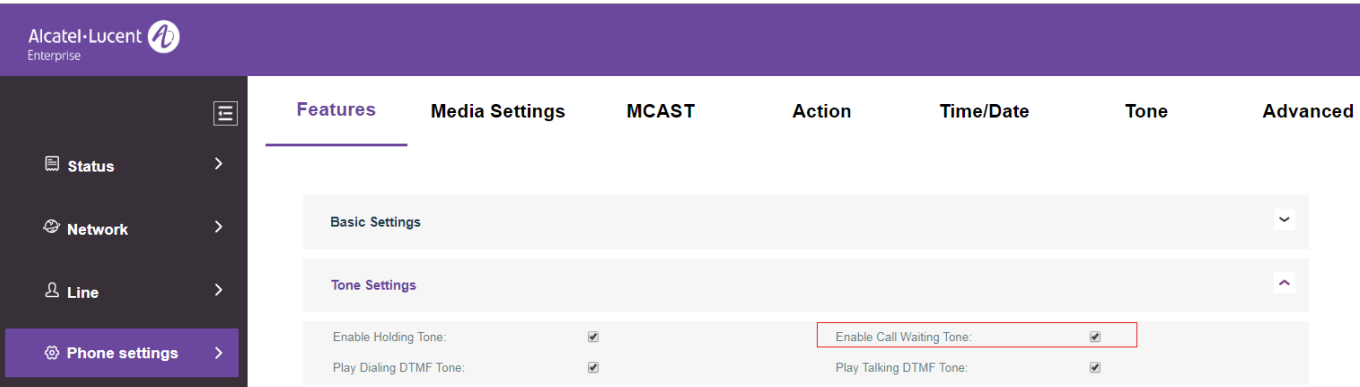 Alcatel·Lucent
Enterprise
Features Media Settings MCAST Action Time/Date Tone Advanced
Status
Network
Line
Phone settings
Basic Settings
Tone Settings
Enable Holding Tone: Enable Call Waiting Tone:
Play Dialing DTMF Tone: Play Talking DTMF Tone: